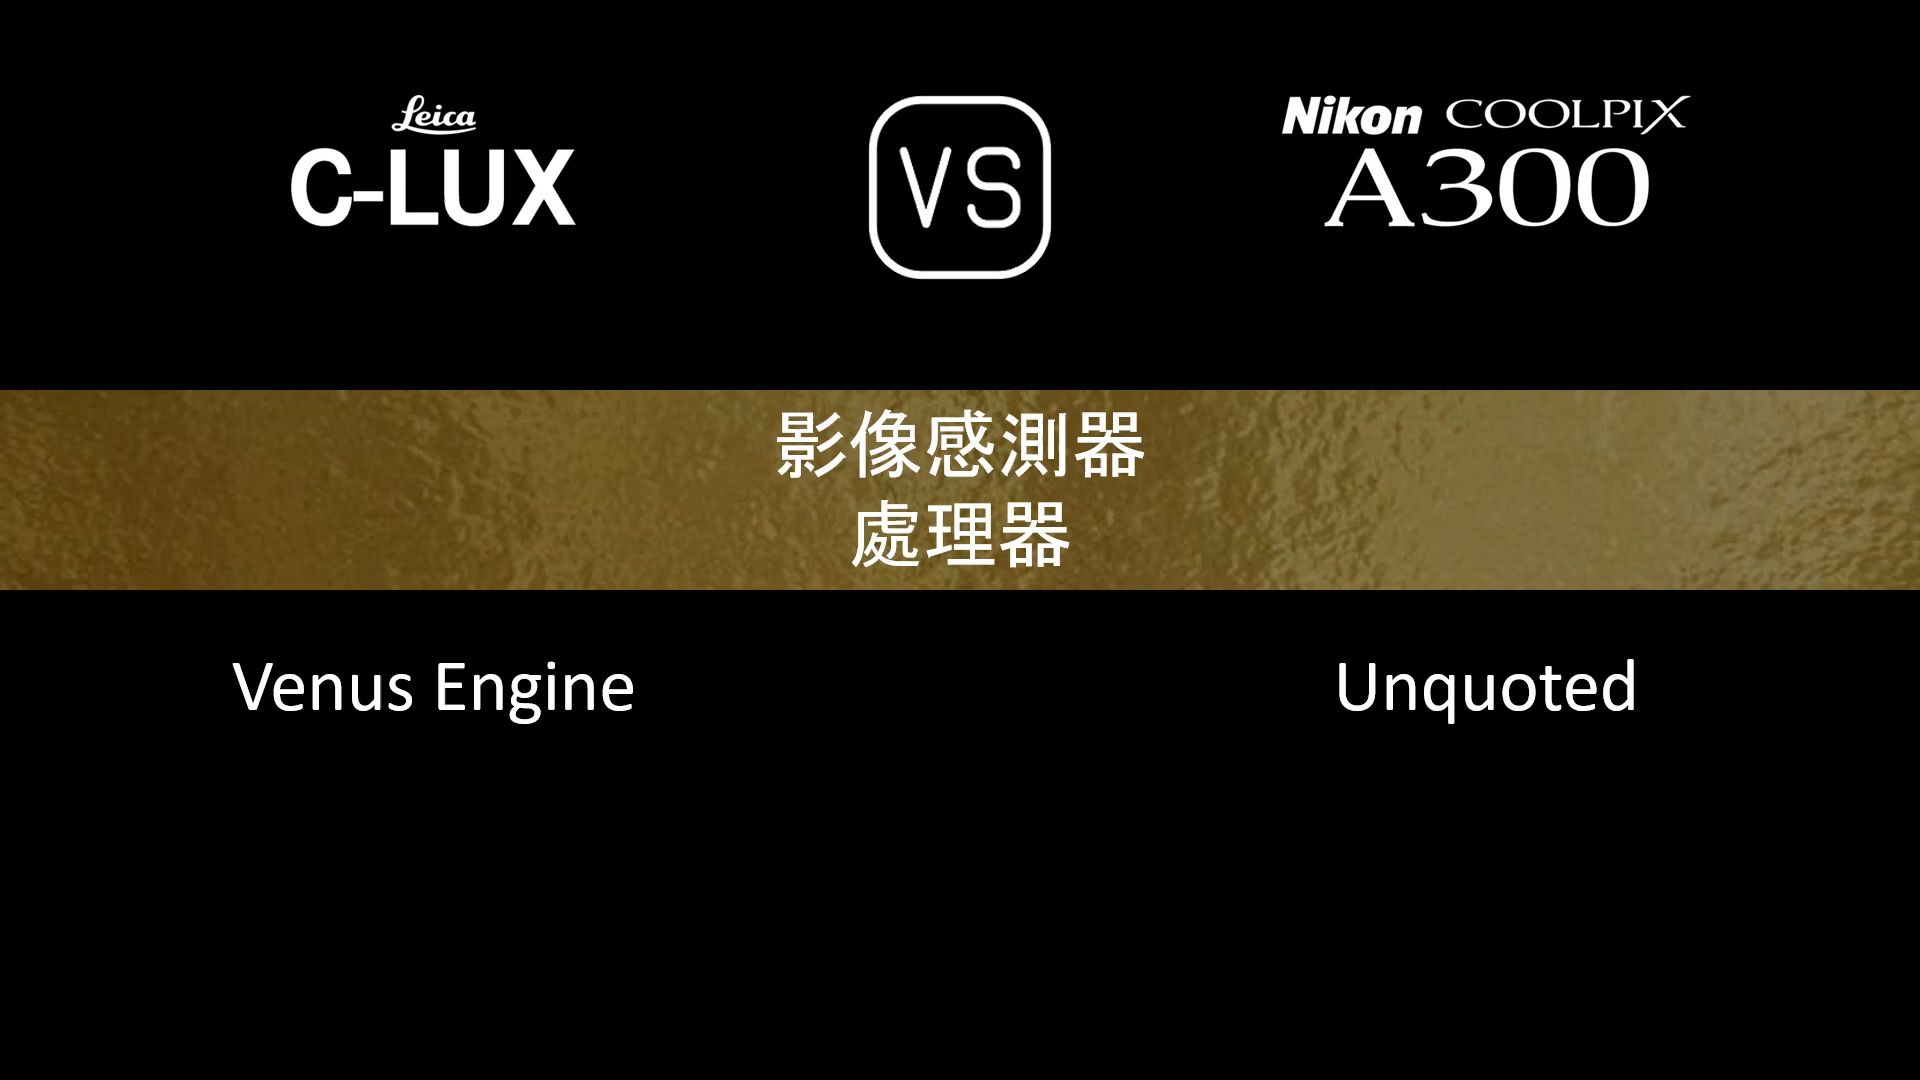 Leica
C-LUX
VS
Nikon COOLPIX
A300
影像感測器
處理器
Venus Engine
Unquoted